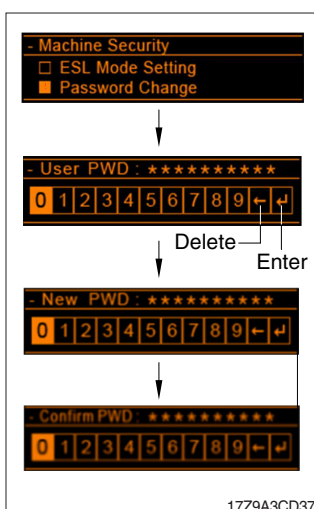 - Machine Security
□ ESL Mode Setting
■ Password Change
- User PWD : **********
0 1 2 3 4 5 6 7 8 9 ← ↵
Delete
Enter
- New PWD : **********
0 1 2 3 4 5 6 7 8 9 ← ↵
- Confirm PWD : **********
0 1 2 3 4 5 6 7 8 9 ← ↵
17Z9A3CD37